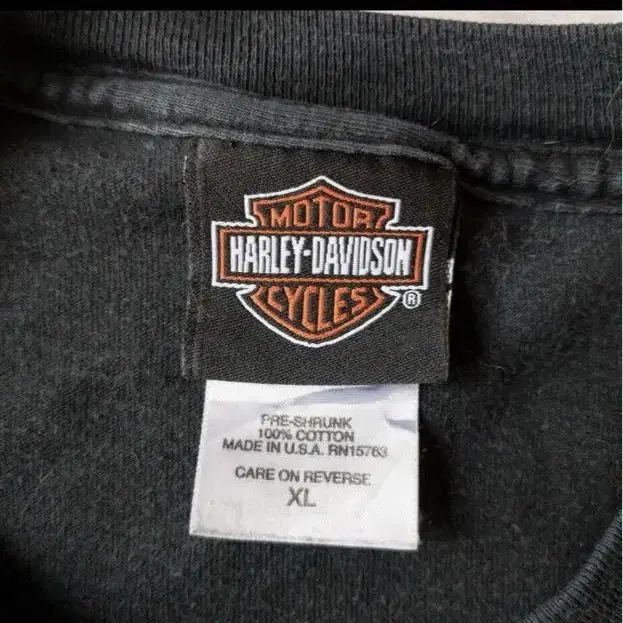 MOTOR
HARLEY-DAVIDSON
CYCLES
®
PRE-SHRUNK
100% COTTON
MADE IN U.S.A. RN15763
CARE ON REVERSE
XL